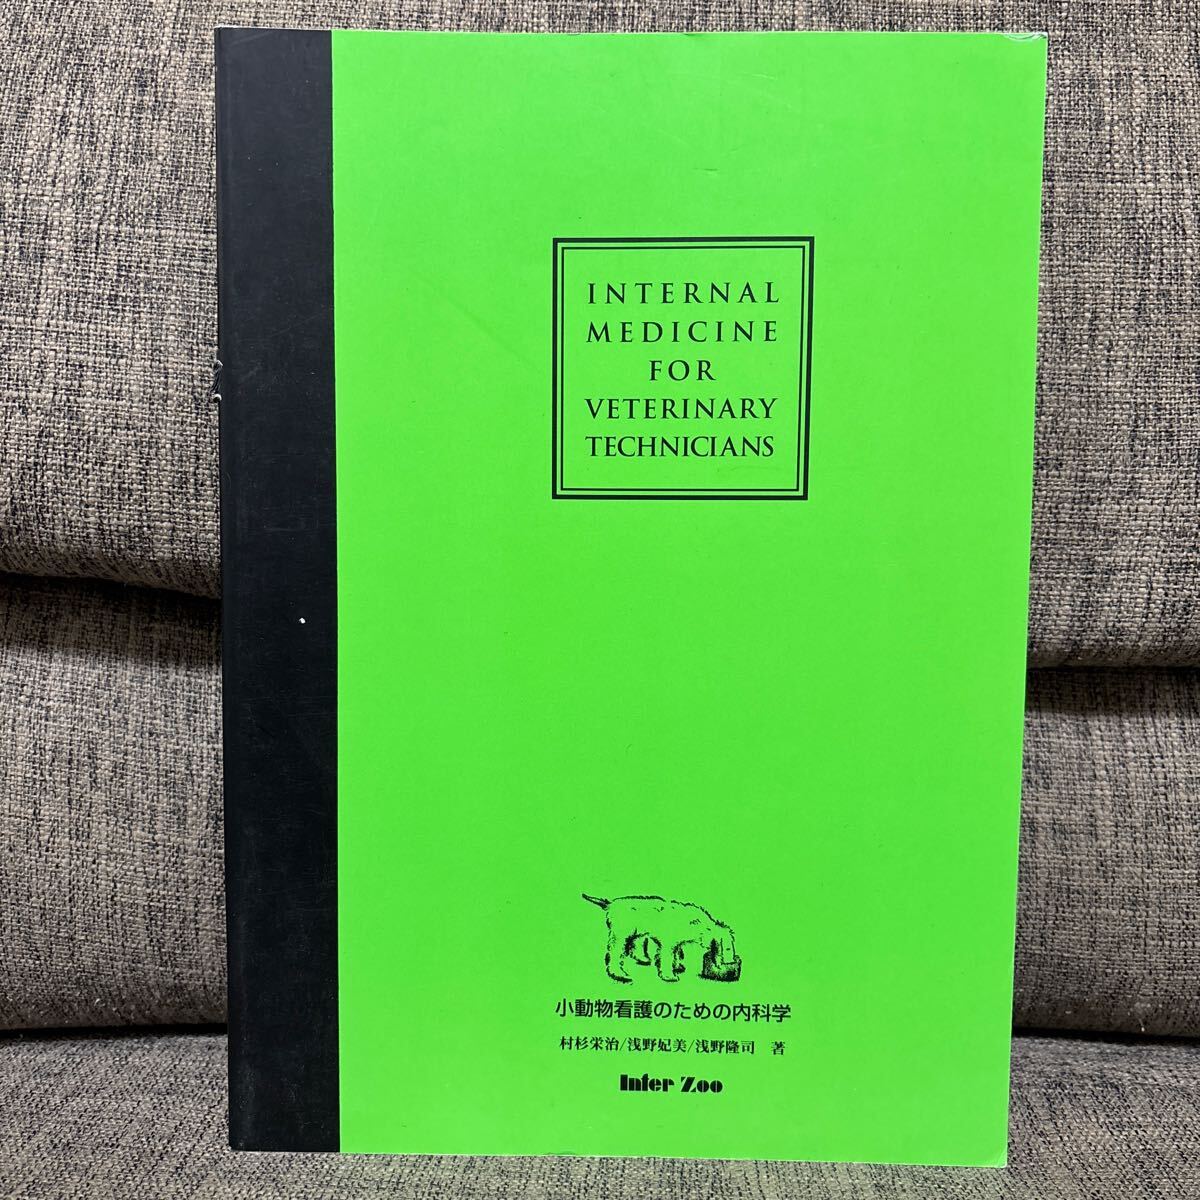 INTERNAL
MEDICINE
FOR
VETERINARY
TECHNICIANS
小動物看護のための内科学
村杉栄治/浅野妃美/浅野隆司　著
Inter Zoo